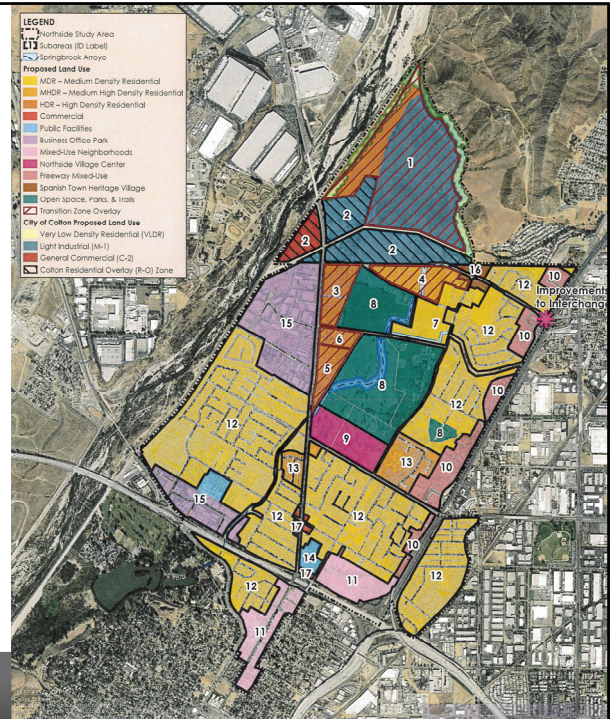 LEGEND
Northside Study Area
1 Subareas (ID Label)
Springbrook Arroyo
Proposed Land Use
MDR – Medium Density Residential
MHDR – Medium High Density Residential
HDR – High Density Residential
Commercial
Public Facilities
Business Office Park
Mixed-Use Neighborhoods
Northside Village Center
Freeway Mixed-Use
Spanish Town Heritage Village
Open Space, Parks, & Trails
Transition Zone Overlay
City of Colton Proposed Land Use
Very Low Density Residential (VLDR)
Light Industrial (M-1)
General Commercial (C-2)
Colton Residential Overlay (R-O) Zone
1
2
2
2
16
12
10
4
3
8
Improvements
to Interchange
15
7
12
10
6
5
8
12
10
12
8
9
13
10
13
15
12
12
17
10
14
17
11
12
12
11